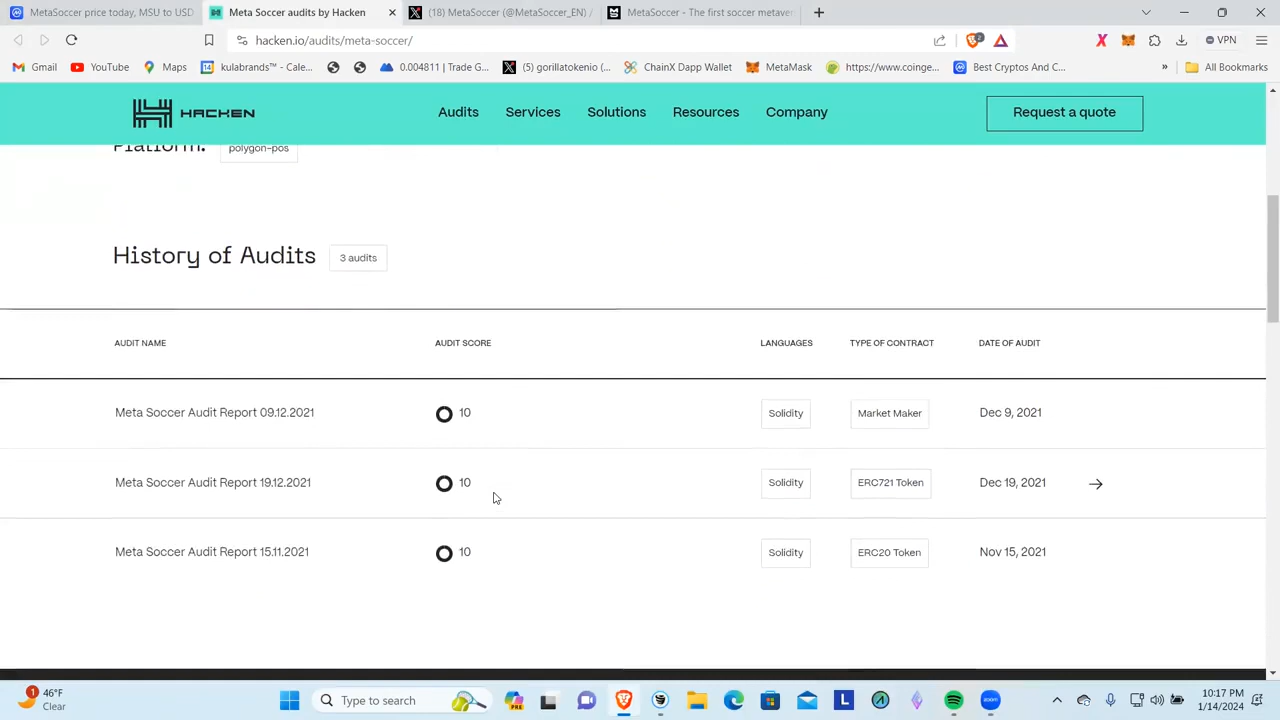 MetaSoccer price today, MSU to USD
Meta Soccer audits by Hacken
(18) MetaSoccer (@MetaSoccer_EN) /
MetaSoccer - The first soccer metaver
hacken.io/audits/meta-soccer/
2
VPN
Gmail
YouTube
Maps
14
kulabrands™ - Cale...
0.004811 | Trade G...
(5) gorillatokenio (...
ChainX Dapp Wallet
MetaMask
https://www.coinge...
Best Cryptos And C...
»
All Bookmarks
HACKEN
Audits
Services
Solutions
Resources
Company
Request a quote
Platform:
polygon-pos
History of Audits
3 audits
AUDIT NAME
AUDIT SCORE
LANGUAGES
TYPE OF CONTRACT
DATE OF AUDIT
Meta Soccer Audit Report 09.12.2021
10
Solidity
Market Maker
Dec 9, 2021
Meta Soccer Audit Report 19.12.2021
10
Solidity
ERC721 Token
Dec 19, 2021
Meta Soccer Audit Report 15.11.2021
10
Solidity
ERC20 Token
Nov 15, 2021
1
46°F
Clear
Type to search
PRE
L
zoom
10:17 PM
1/14/2024